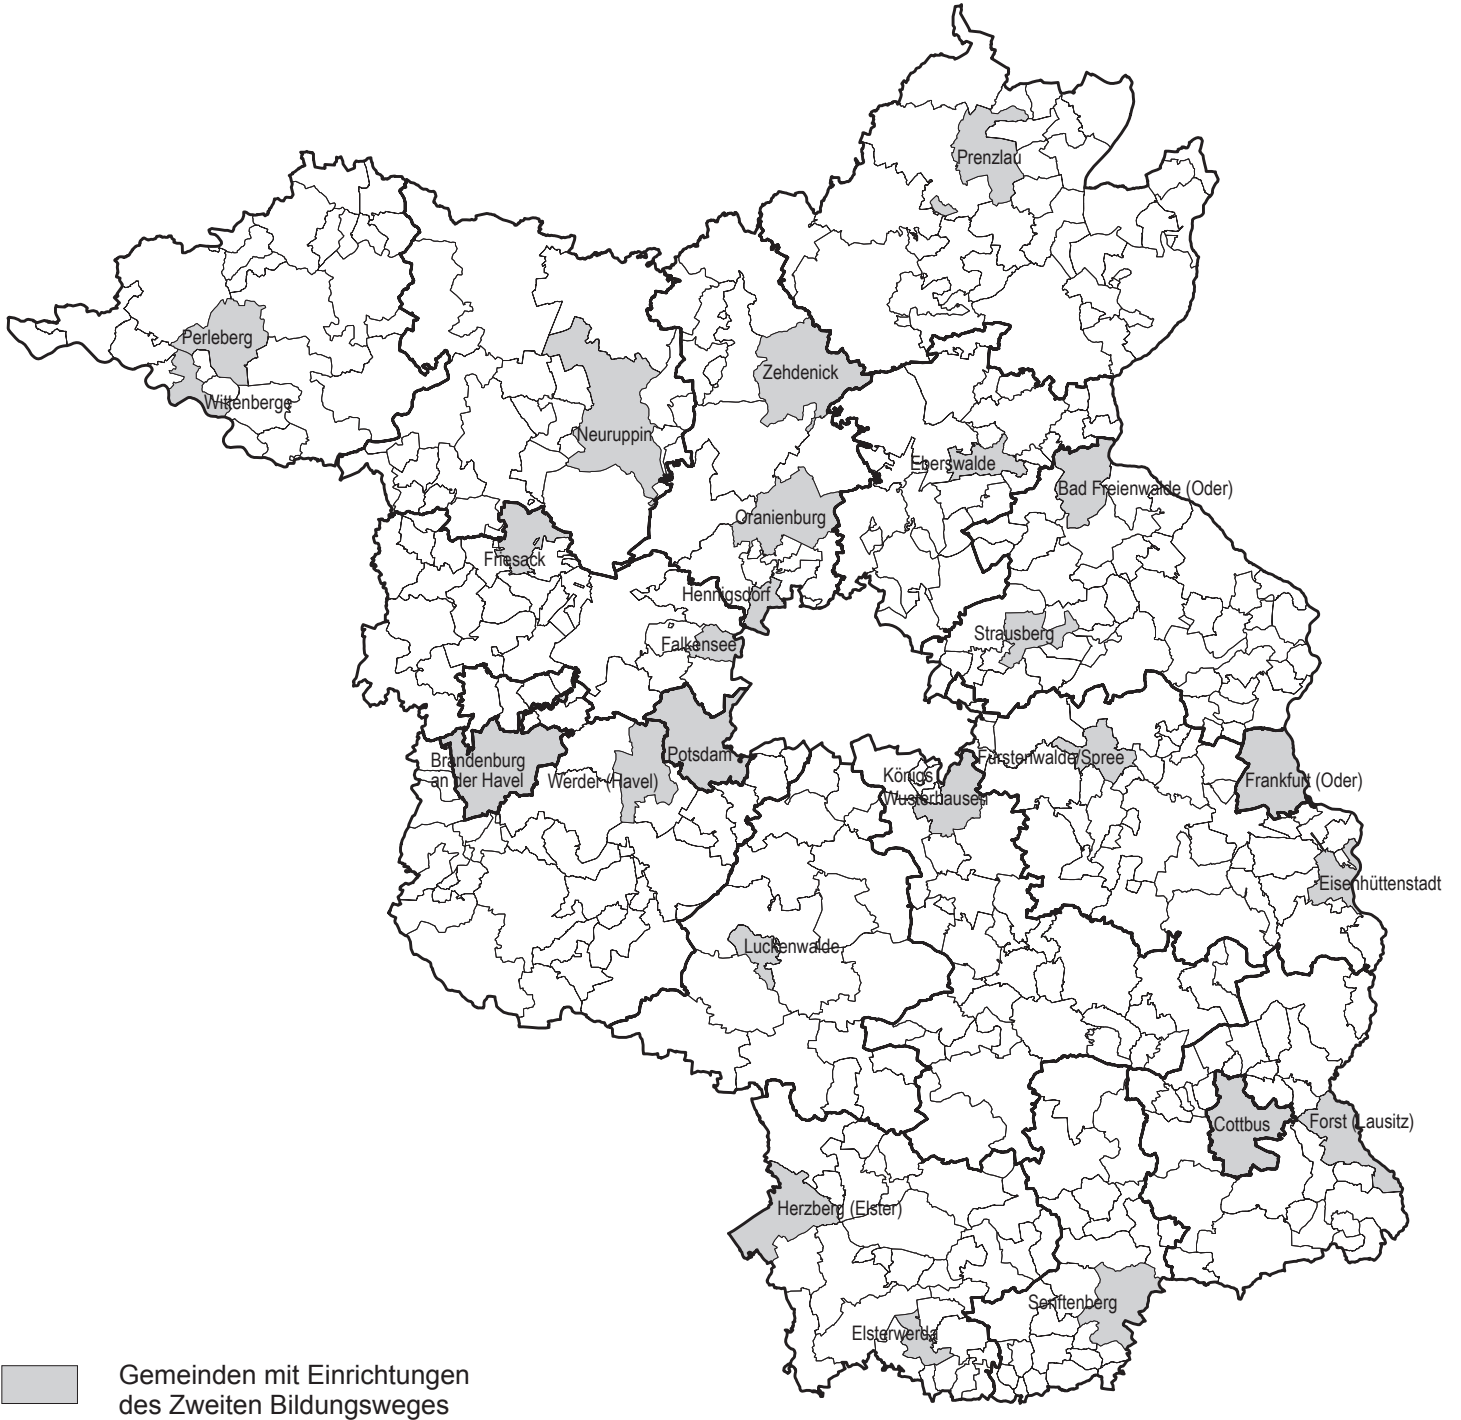 Prenzlau
Perleberg
Zehdenick
Wittenberge
Neuruppin
Eberswalde
Bad Freienwalde (Oder)
Oranienburg
Friesack
Hennigsdorf
Strausberg
Falkensee
Potsdam
Fürstenwalde/Spree
Brandenburg
an der Havel
Werder (Havel)
Königs
Wusterhausen
Frankfurt (Oder)
Eisenhüttenstadt
Luckenwalde
Cottbus
Forst (Lausitz)
Herzberg (Elster)
Senftenberg
Elsterwerda
Gemeinden mit Einrichtungen
des Zweiten Bildungsweges